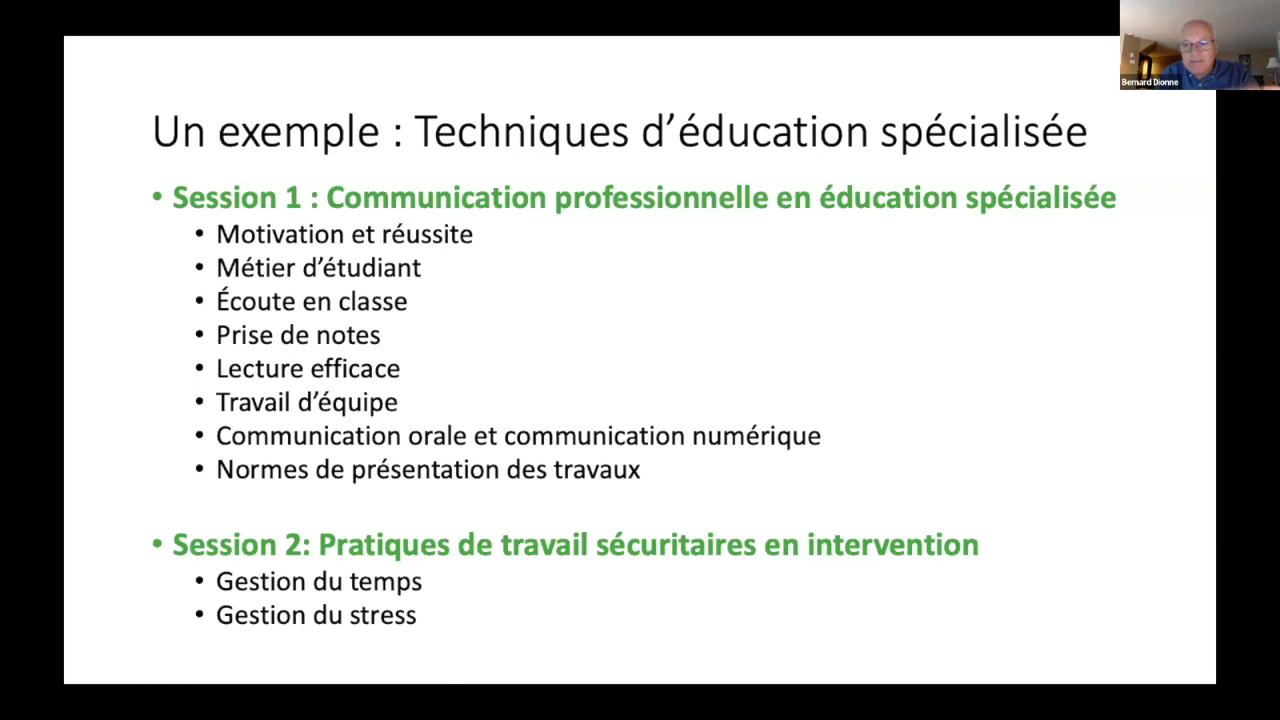 Bernard Dionne
Un exemple : Techniques d’éducation spécialisée
• Session 1 : Communication professionnelle en éducation spécialisée
• Motivation et réussite
• Métier d’étudiant
• Écoute en classe
• Prise de notes
• Lecture efficace
• Travail d’équipe
• Communication orale et communication numérique
• Normes de présentation des travaux
• Session 2: Pratiques de travail sécuritaires en intervention
• Gestion du temps
• Gestion du stress